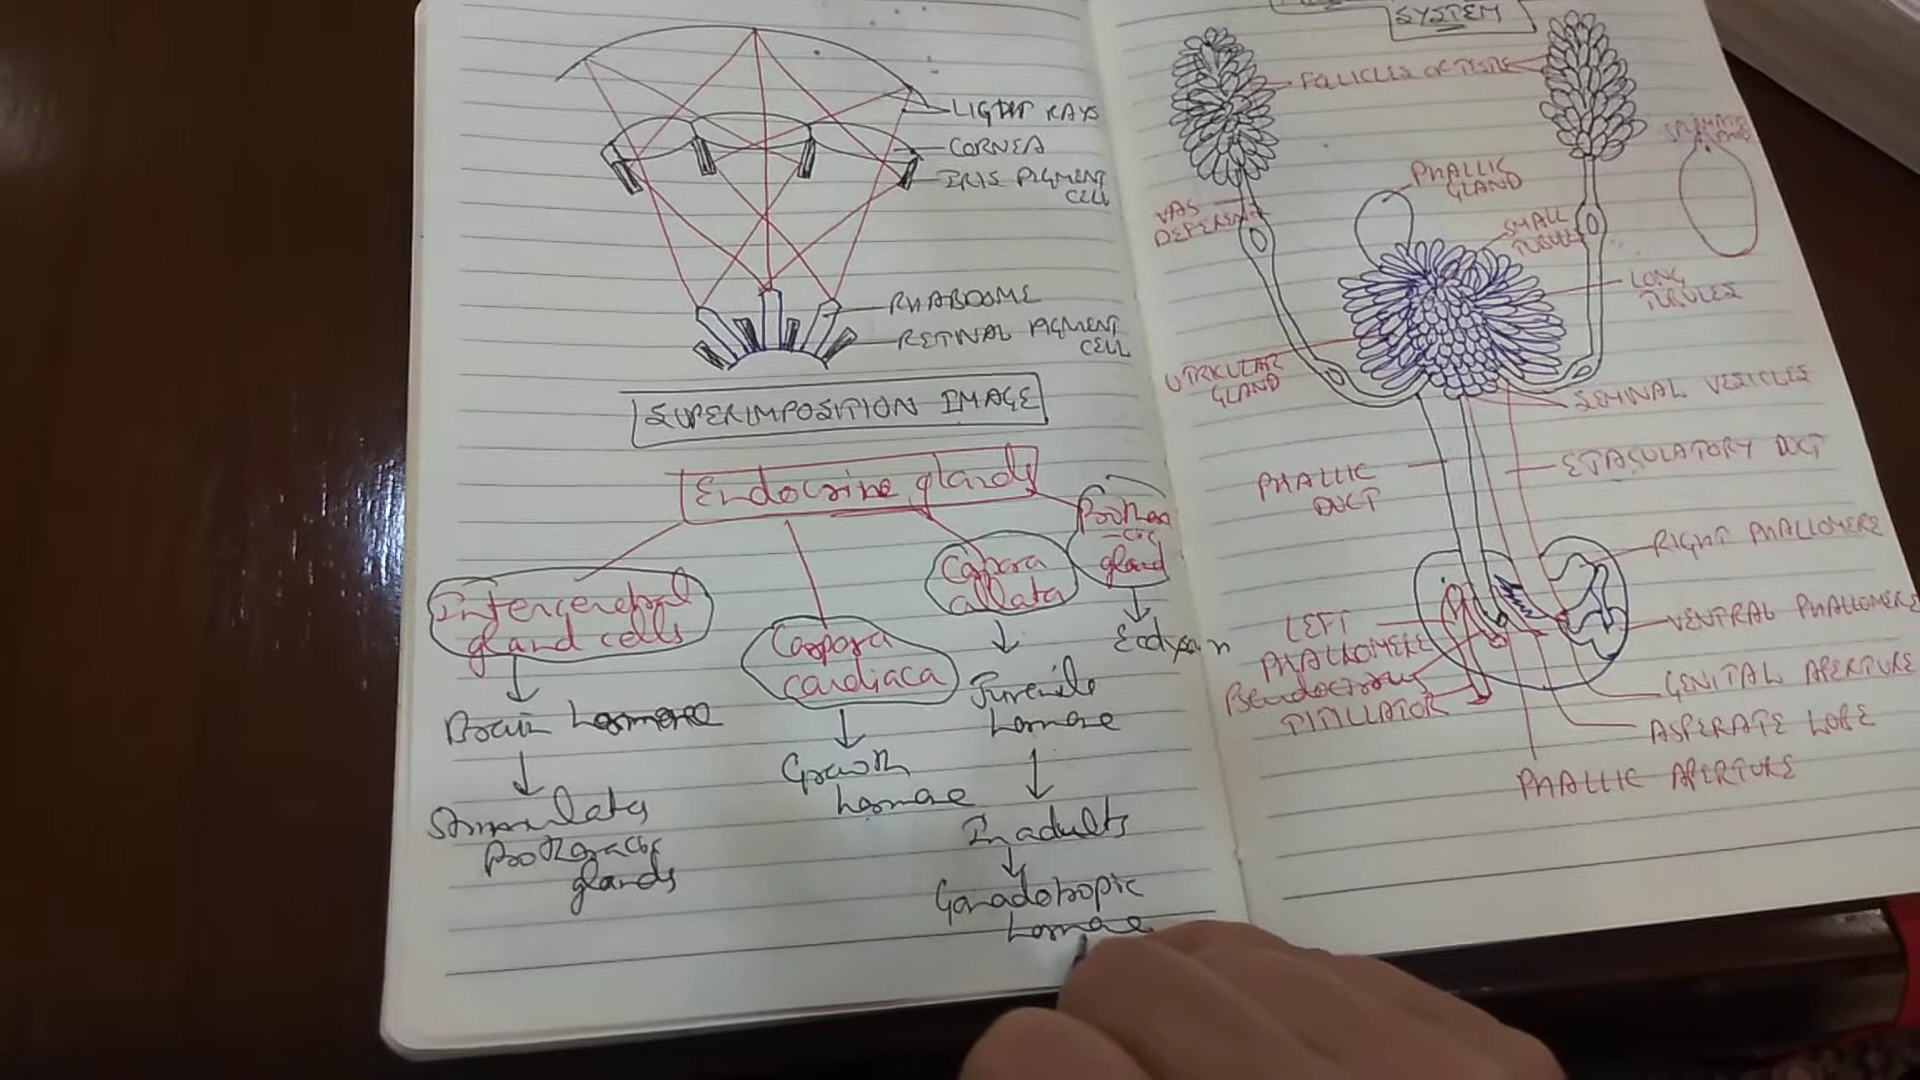 LIGHT RAYS
CORNEA
IRIS PIGMENT
CELL
RHABDOME
RETINAL PIGMENT
CELL
SUPERIMPOSITION IMAGE
Endocrine glands
Intercerebral
gland cells
Brain hormone
Stimulates
Prothoracic
glands
Corpora
cardiaca
Growth
hormone
Corpora
allata
Juvenile
hormone
In adults
Gonadotropic
hormone
Prothora
-cic
gland
Ecdyson
SYSTEM
FOLLICLES OF TESTIS
VAS
DEFERENS
PHALLIC
GLAND
SMALL
TUBULES
LONG
TUBULES
UTRICULAR
GLAND
SEMINAL VESICLES
PHALLIC
DUCT
EJACULATORY DUCT
RIGHT PHALLOMERE
LEFT
PHALLOMERE
VENTRAL PHALLOMERE
TITILLATOR
GENITAL APERTURE
ASPERATE LOBE
PHALLIC APERTURE